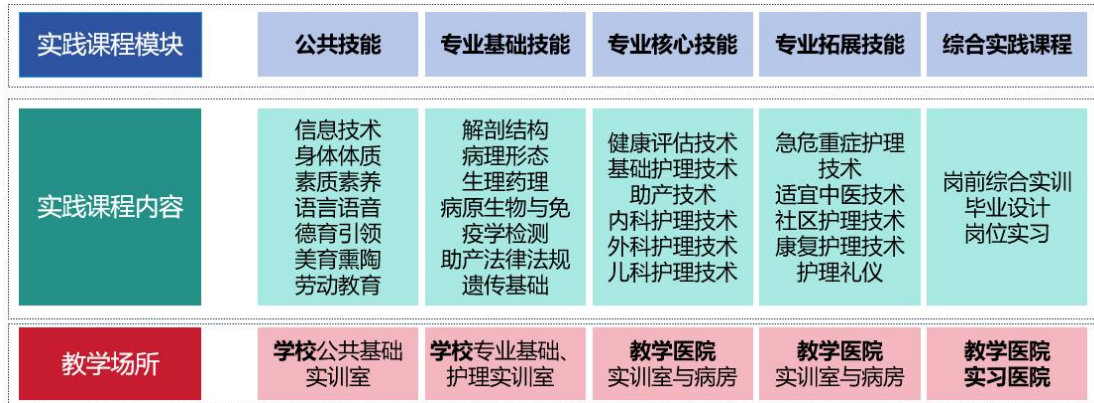 实践课程模块
公共技能
专业基础技能
专业核心技能
专业拓展技能
综合实践课程
实践课程内容
信息技术
身体体质
素质素养
语言语音
德育引领
美育熏陶
劳动教育
解剖结构
病理形态
生理药理
病原生物与免
疫学检测
助产法律法规
遗传基础
健康评估技术
基础护理技术
助产技术
内科护理技术
外科护理技术
儿科护理技术
急危重症护理
技术
适宜中医技术
社区护理技术
康复护理技术
护理礼仪
岗前综合实训
毕业设计
岗位实习
教学场所
学校公共基础
实训室
学校专业基础、
护理实训室
教学医院
实训室与病房
教学医院
实训室与病房
教学医院
实习医院